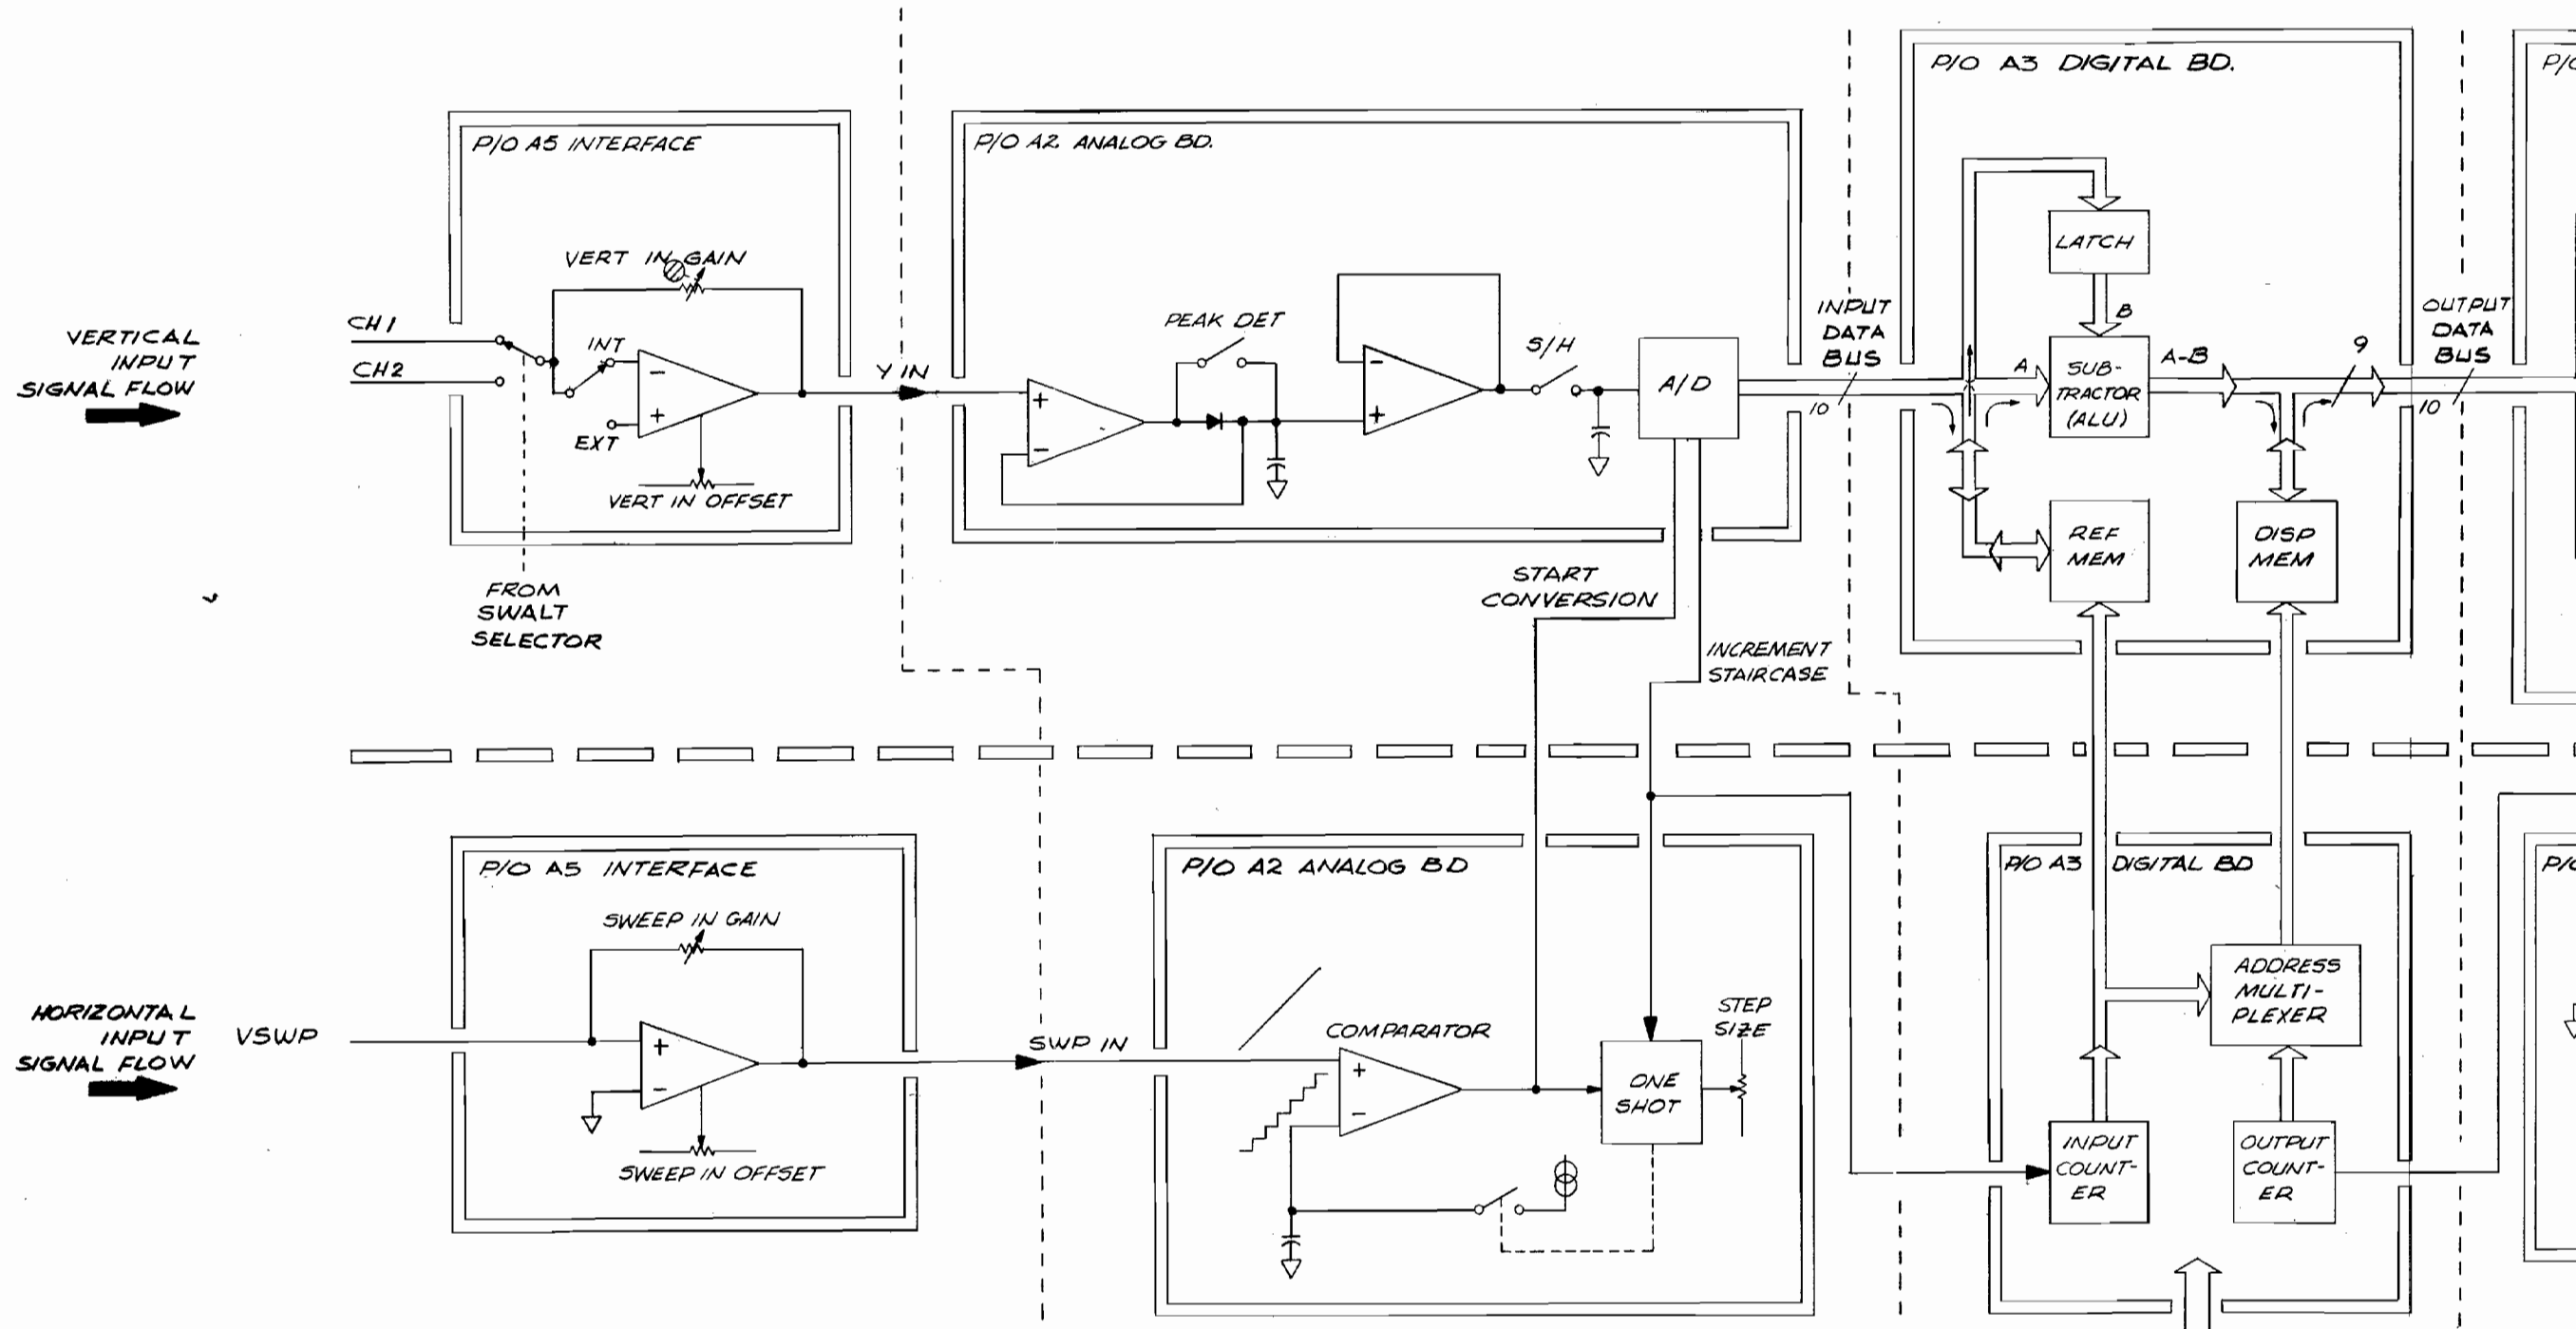 P/O A5 INTERFACE
VERT IN GAIN
CH1
CH2
INT
EXT
-
+
VERT IN OFFSET
VERTICAL
INPUT
SIGNAL FLOW
FROM
SWALT
SELECTOR
Y IN
P/O A2 ANALOG BD.
+
-
PEAK DET
-
+
S/H
A/D
START
CONVERSION
INCREMENT
STAIRCASE
INPUT
DATA
BUS
10
P/O A3 DIGITAL BD.
LATCH
B
A
SUB-
TRACTOR
(ALU)
A-B
9
REF
MEM
DISP
MEM
OUTPUT
DATA
BUS
10
HORIZONTAL
INPUT
SIGNAL FLOW
VSWP
P/O A5 INTERFACE
SWEEP IN GAIN
+
-
SWEEP IN OFFSET
SWP IN
P/O A2 ANALOG BD
COMPARATOR
+
-
ONE
SHOT
STEP
SIZE
P/O A3 DIGITAL BD
ADDRESS
MULTI-
PLEXER
INPUT
COUNT-
ER
OUTPUT
COUNT-
ER